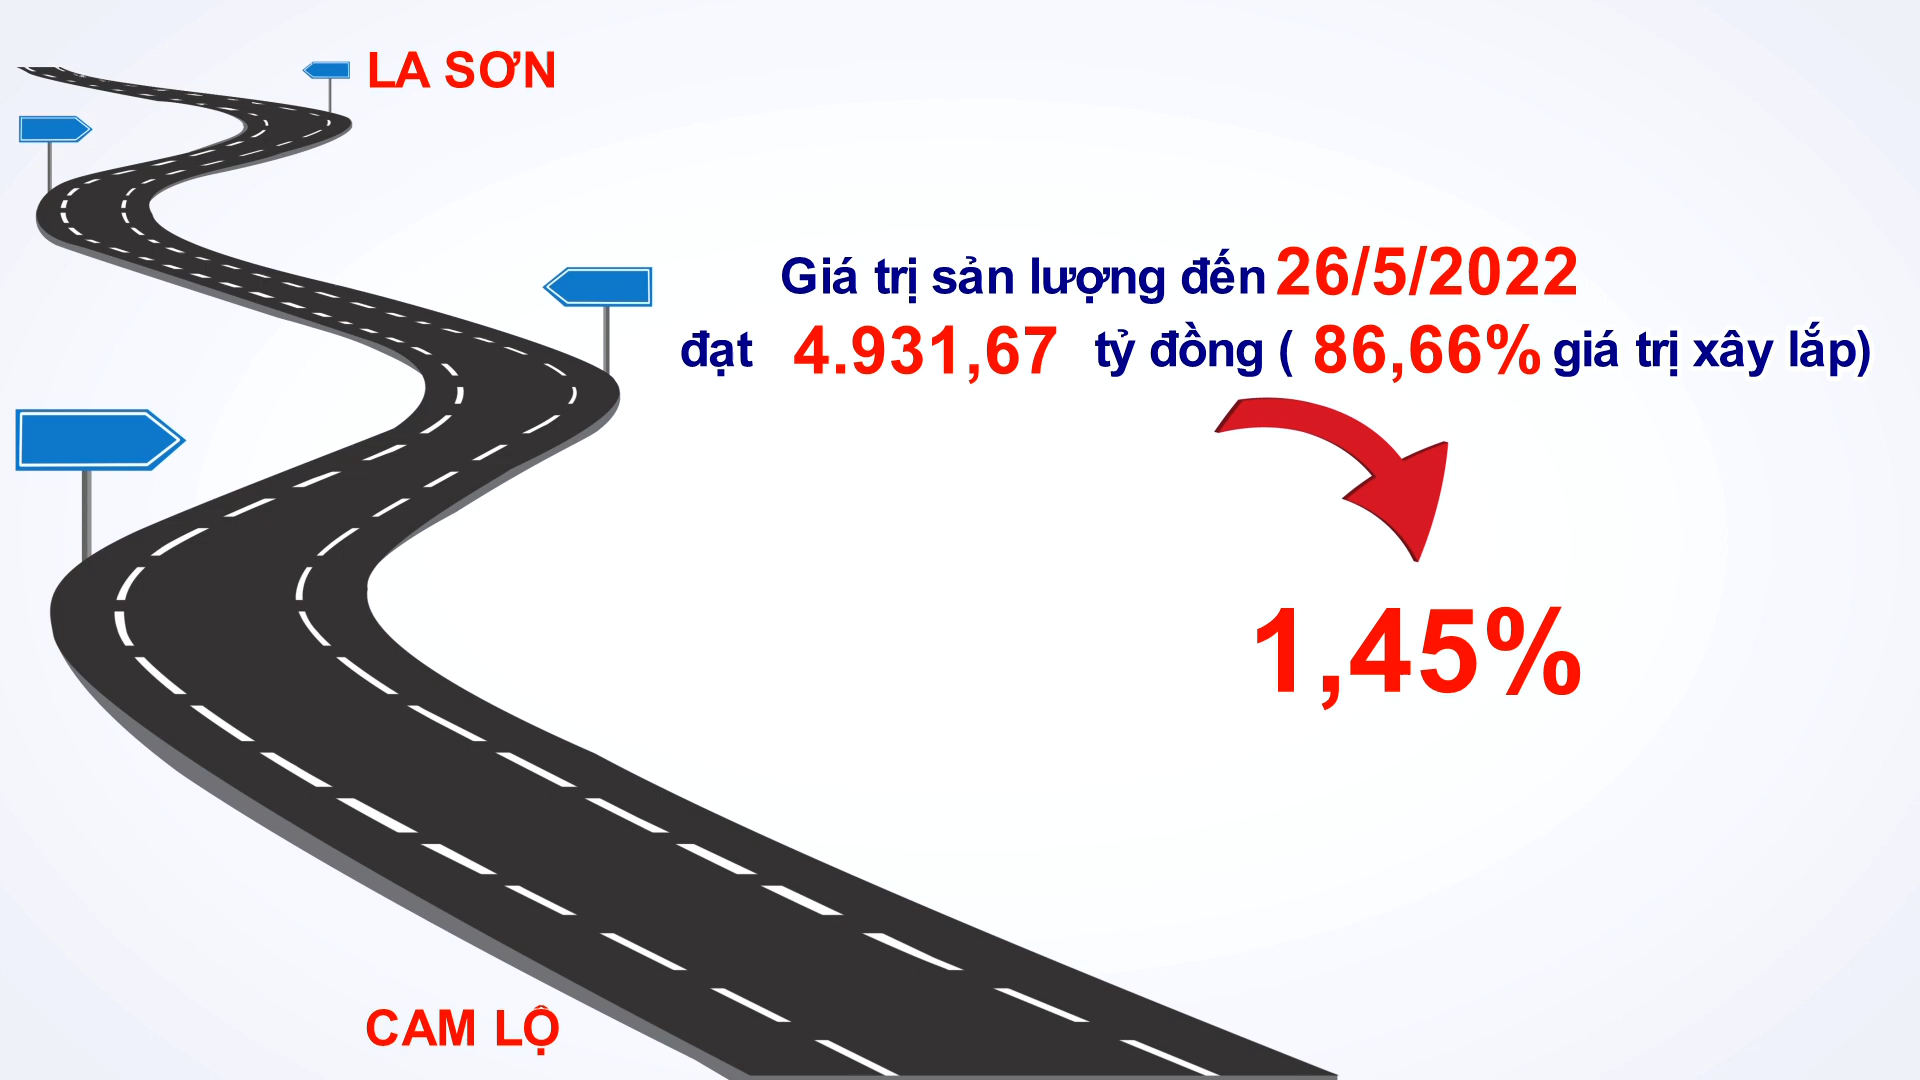 LA SƠN
Giá trị sản lượng đến 26/5/2022
đạt 4.931,67 tỷ đồng ( 86,66% giá trị xây lắp)
1,45%
CAM LỘ